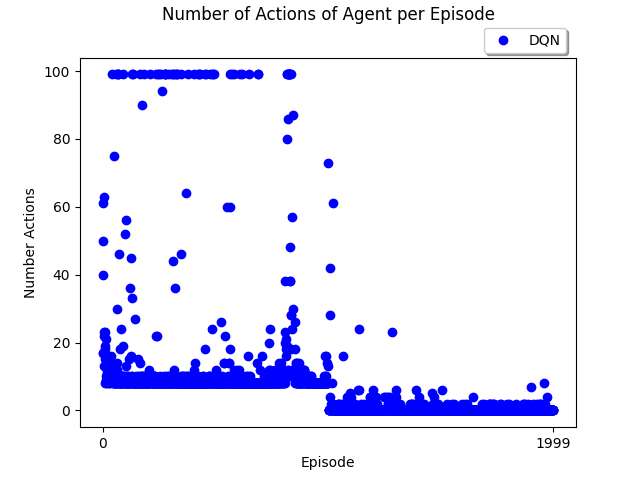 Number of Actions of Agent per Episode
DQN
100
80
60
40
20
0
Number Actions
0
1999
Episode